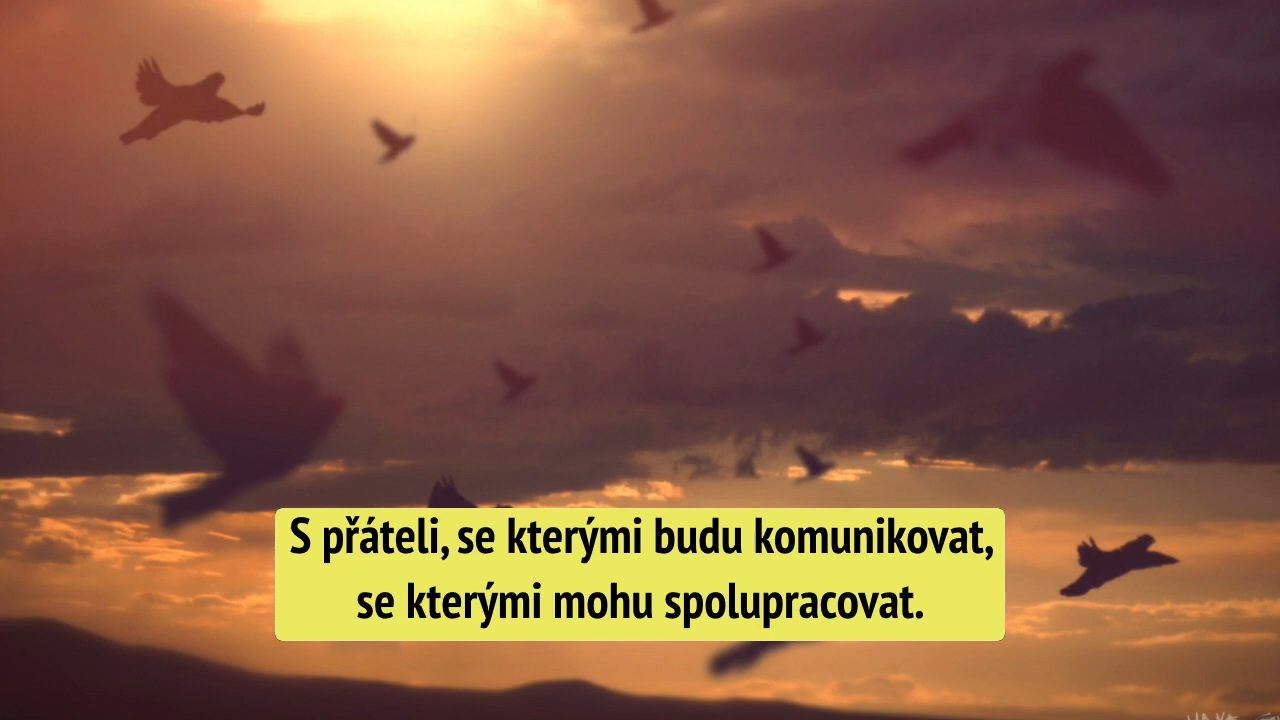 S přáteli, se kterými budu komunikovat,
se kterými mohu spolupracovat.